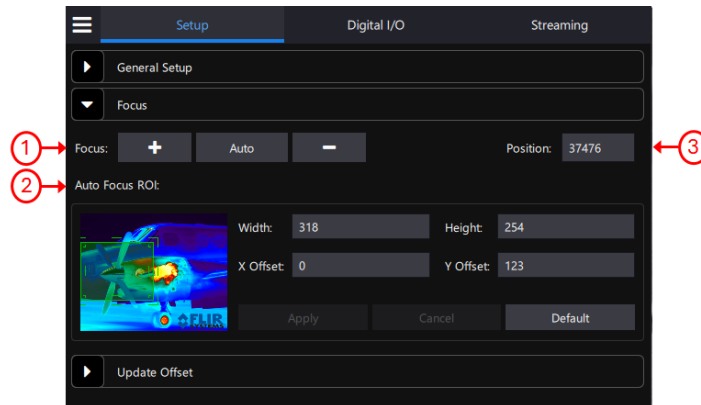 Setup Digital I/O Streaming
General Setup
Focus
1 Focus: + Auto − Position: 37476 3
2 Auto Focus ROI:
Width: 318 Height: 254
X Offset: 0 Y Offset: 123
FLIR
SYSTEMS
Apply Cancel Default
Update Offset